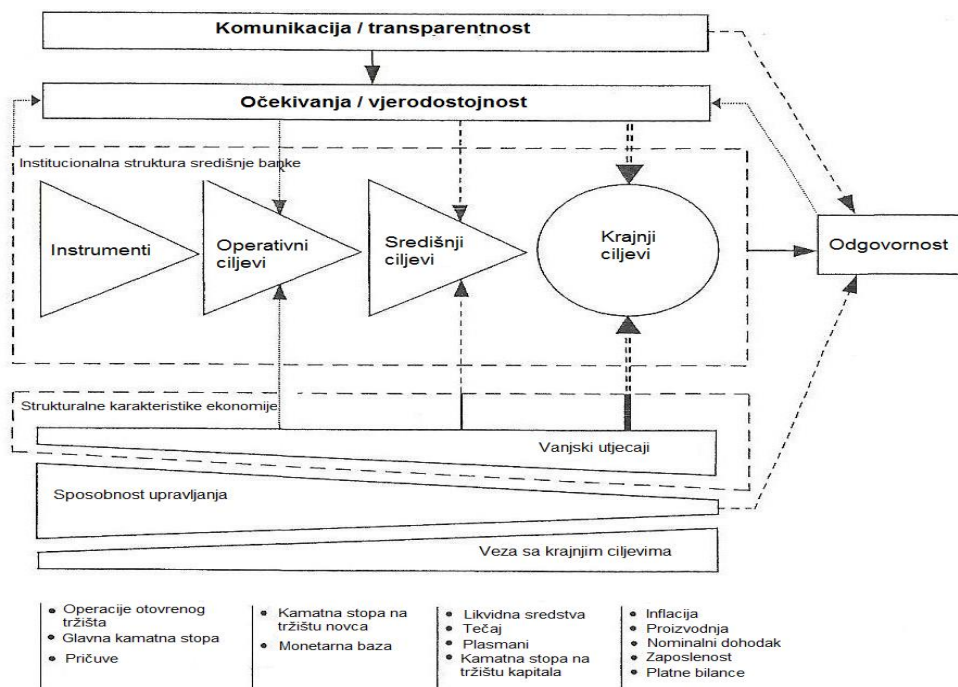 Komunikacija / transparentnost
Očekivanja / vjerodostojnost
Institucionalna struktura središnje banke
Instrumenti
Operativni
ciljevi
Središnji
ciljevi
Krajnji
ciljevi
Odgovornost
Strukturalne karakteristike ekonomije
Vanjski utjecaji
Sposobnost upravljanja
Veza sa krajnjim ciljevima
Operacije otovrenog
tržišta
Glavna kamatna stopa
Pričuve
Kamatna stopa na
tržištu novca
Monetarna baza
Likvidna sredstva
Tečaj
Plasmani
Kamatna stopa na
tržištu kapitala
Inflacija
Proizvodnja
Nominalni dohodak
Zaposlenost
Platne bilance